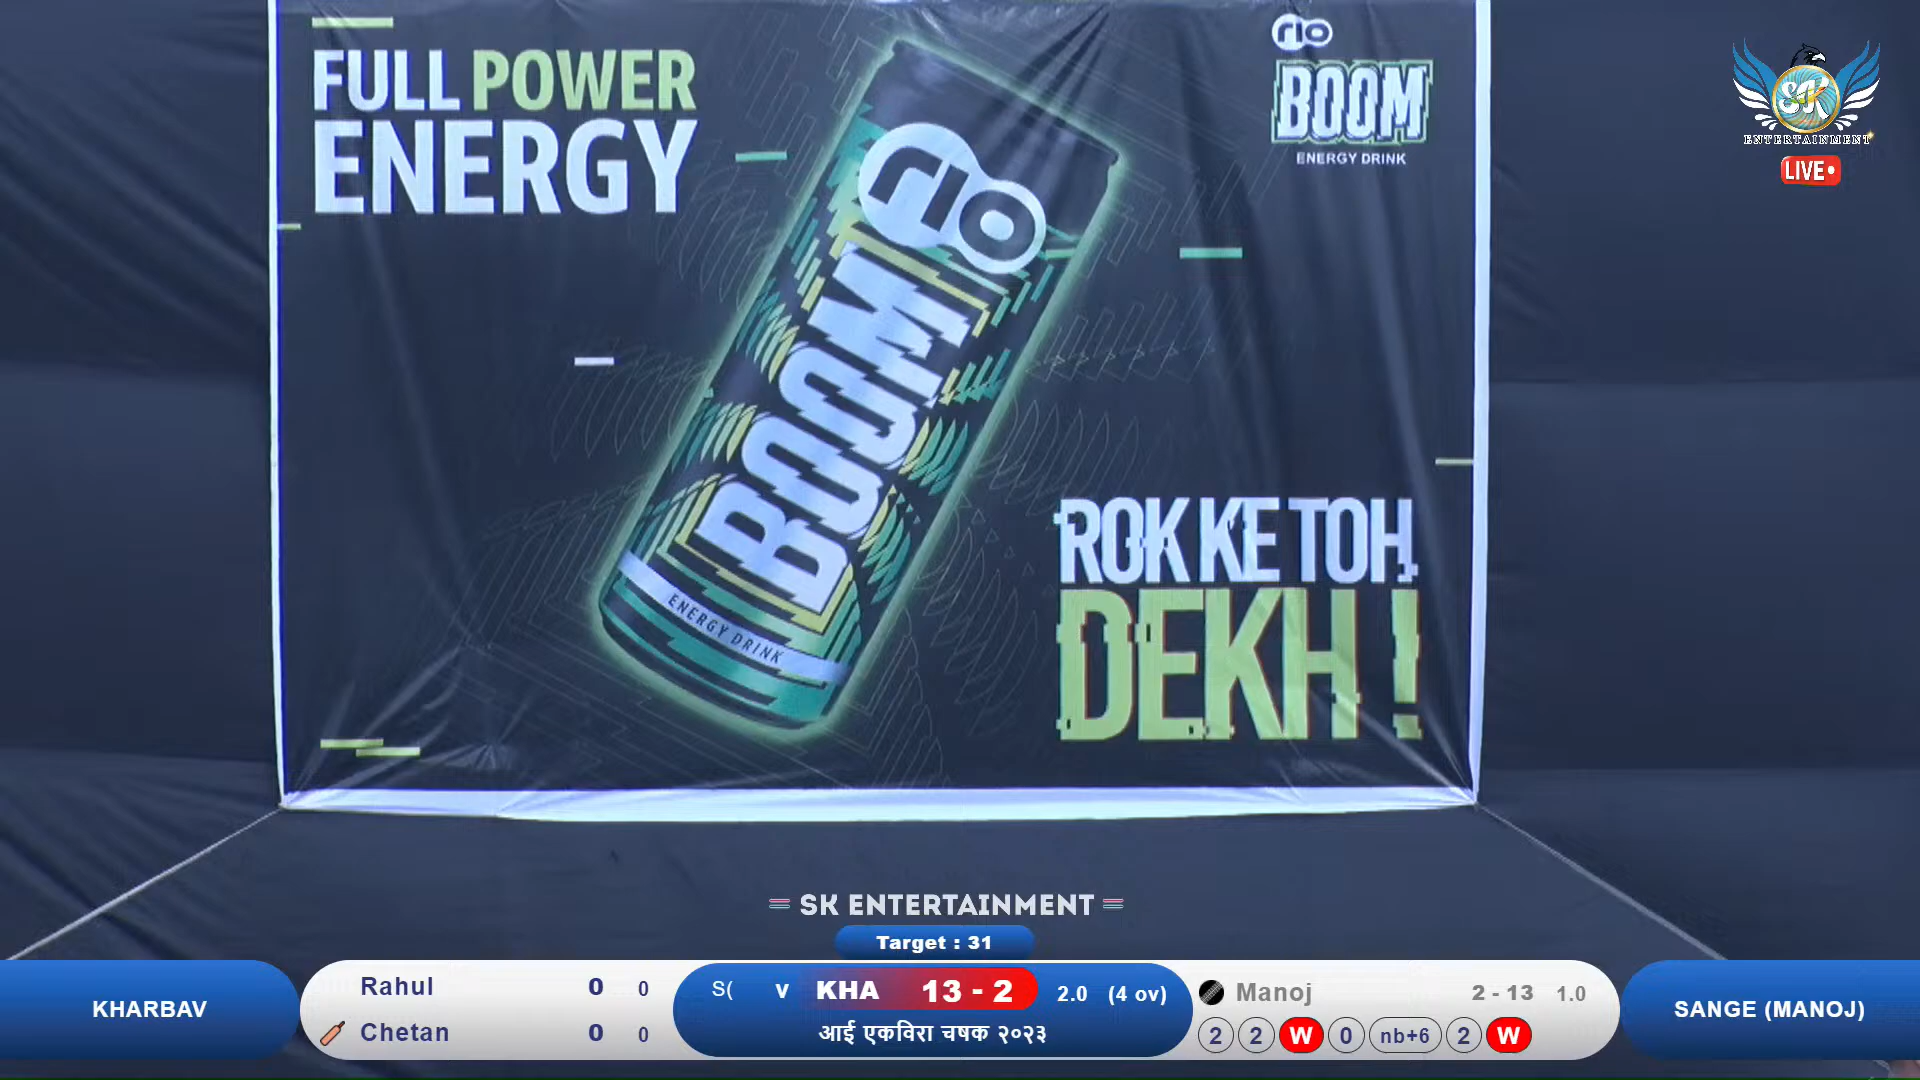 FULL POWER
ENERGY
rio
BOOM
ENERGY DRINK
rio
BOOM
ENERGY DRINK
SK
ENTERTAINMENT
LIVE
ROK KE TOH
DEKH !
SK ENTERTAINMENT
Target : 31
KHARBAV
Rahul 0 0
Chetan 0 0
S( v KHA 13 - 2 2.0 (4 ov)
आई एकविरा चषक २०२३
Manoj 2 - 13 1.0
2 2 W 0 nb+6 2 W
SANGE (MANOJ)